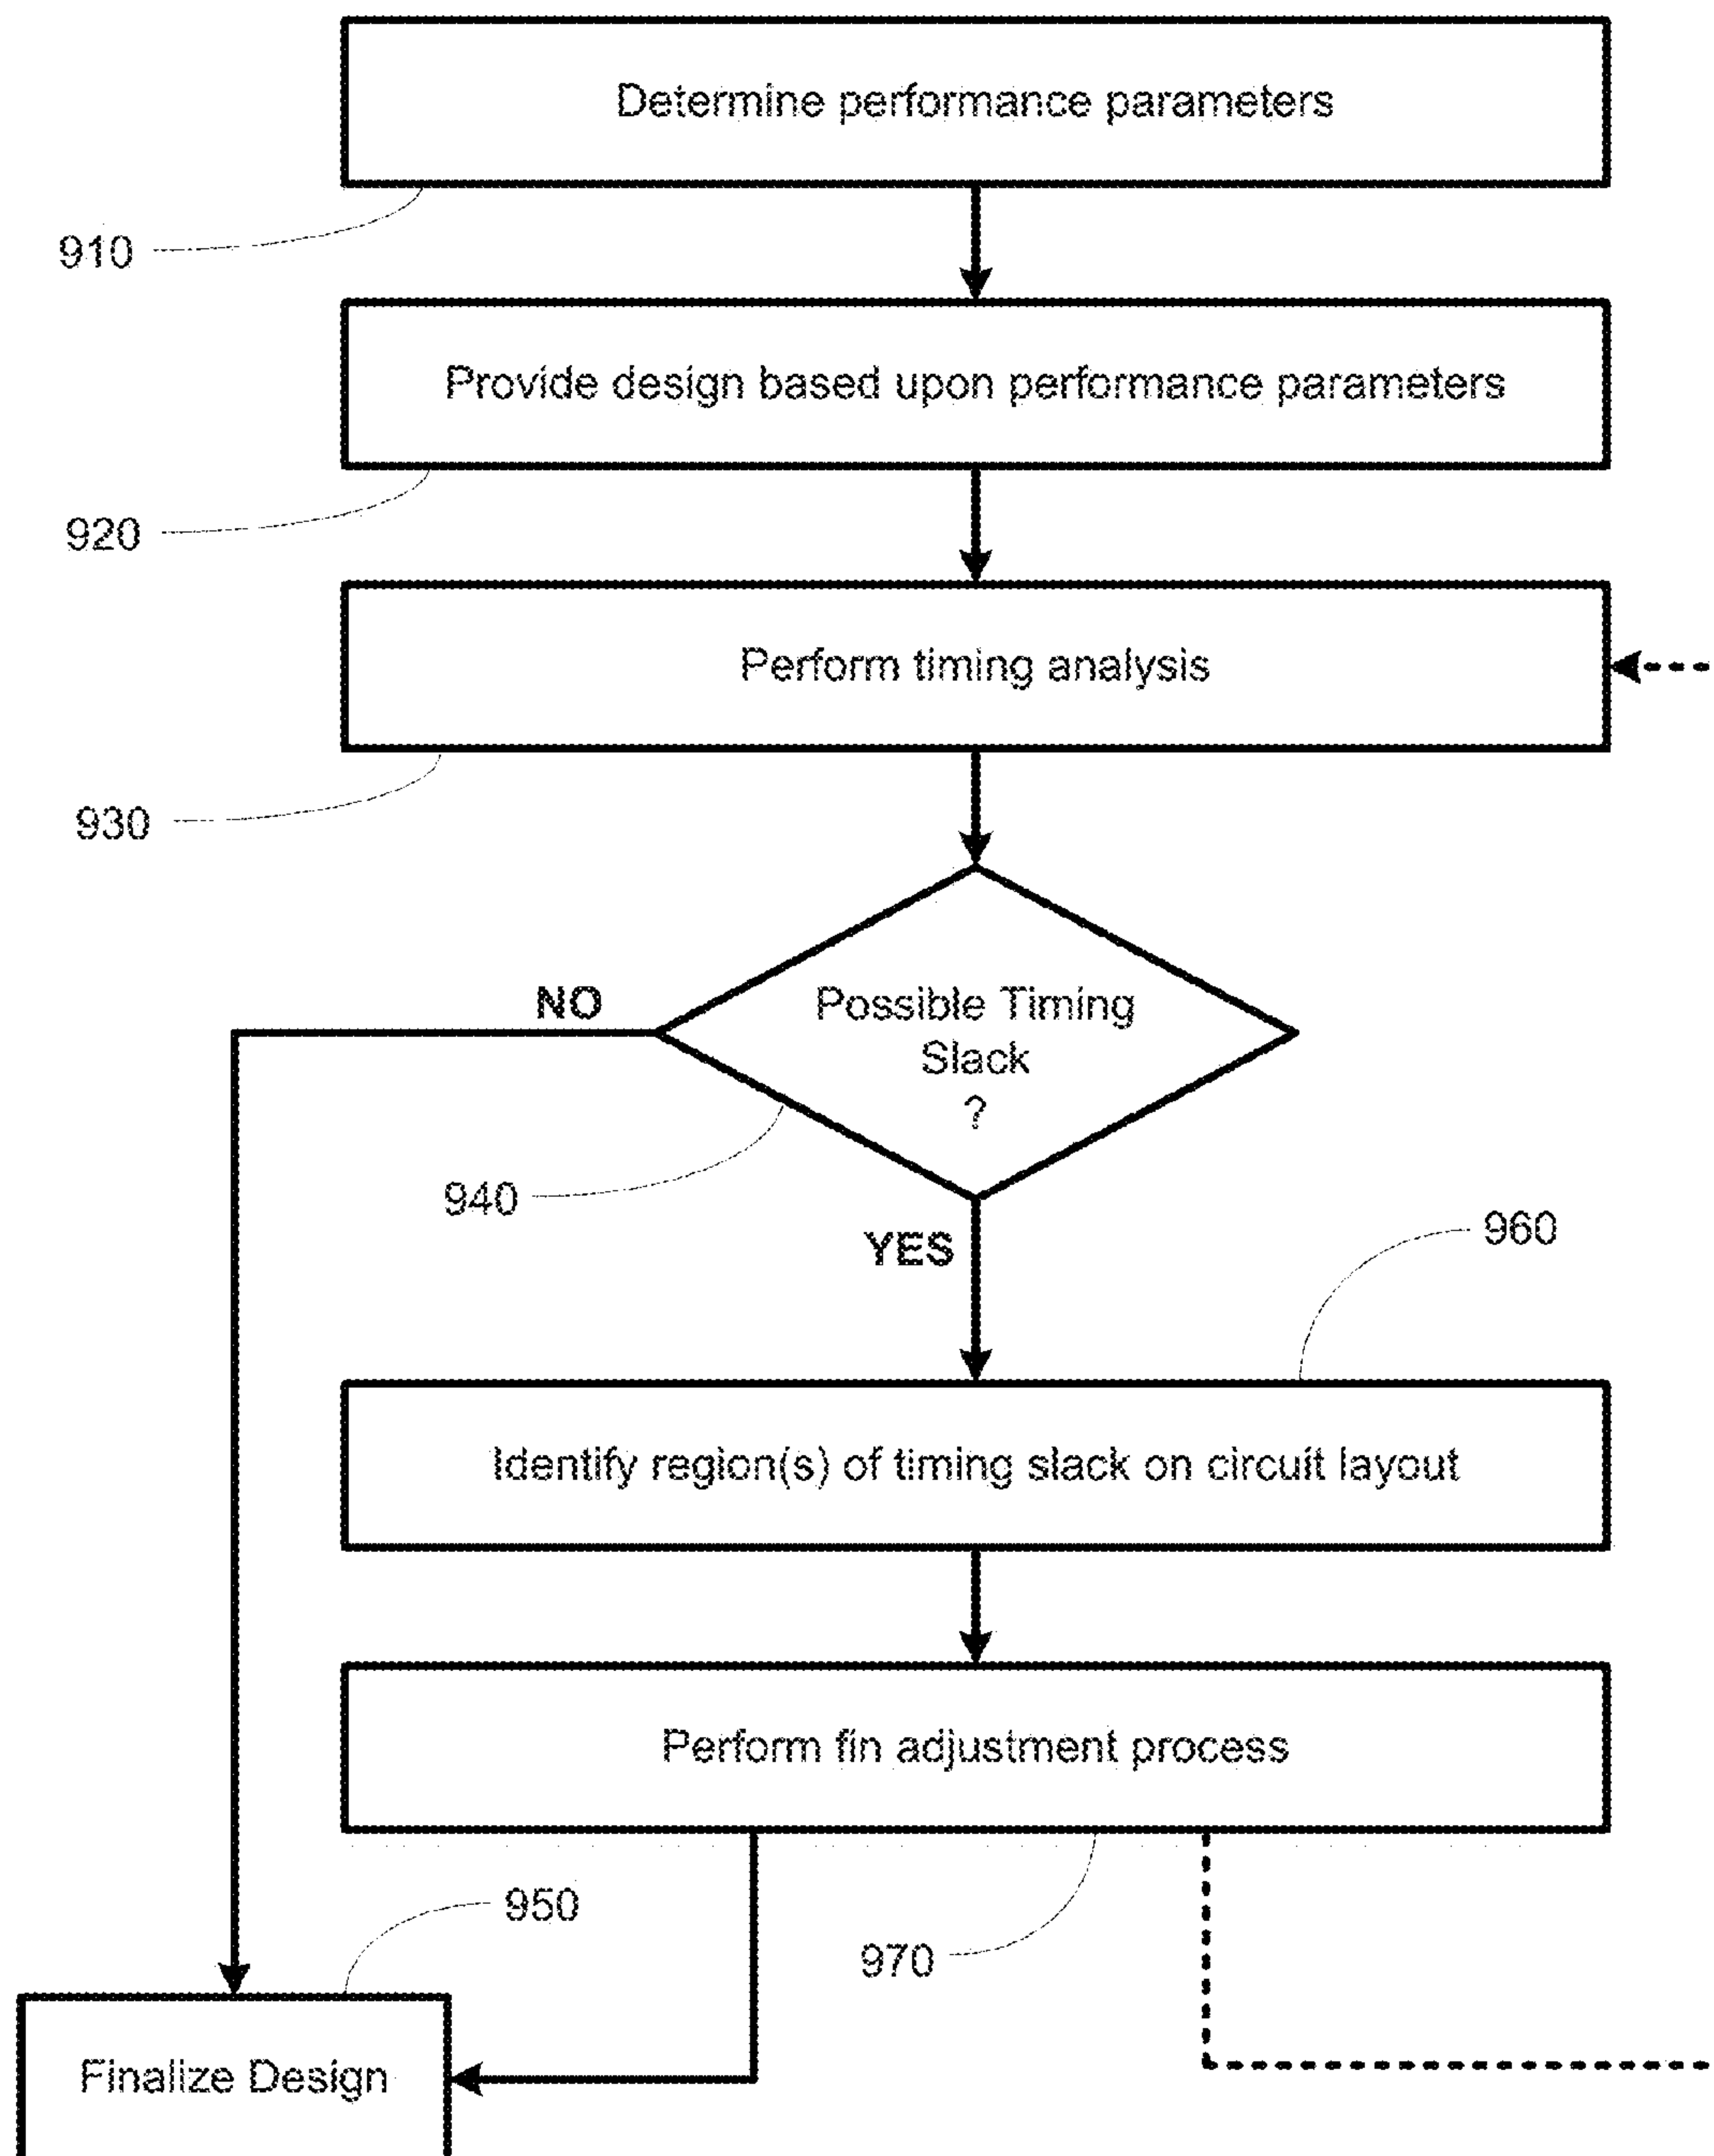 Determine performance parameters
910
Provide design based upon performance parameters
920
Perform timing analysis
930
NO
Possible Timing
Slack
?
940
YES
960
Identify region(s) of timing slack on circuit layout
Perform fin adjustment process
950
970
Finalize Design